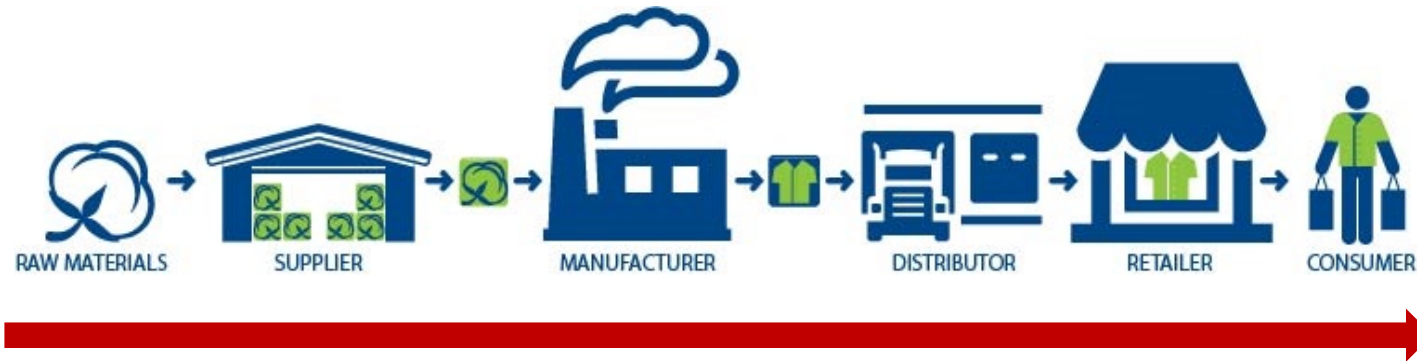 RAW MATERIALS
SUPPLIER
MANUFACTURER
DISTRIBUTOR
RETAILER
CONSUMER